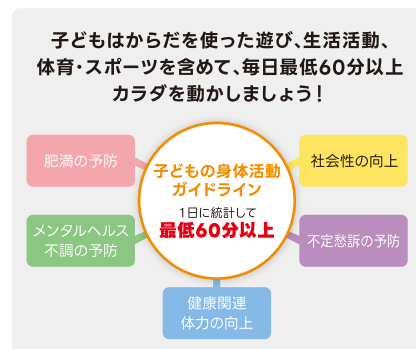 子どもはからだを使った遊び、生活活動、
体育・スポーツを含めて、毎日最低60分以上
カラダを動かしましょう！
肥満の予防
子どもの身体活動
ガイドライン
1日に統計して
最低60分以上
社会性の向上
メンタルヘルス
不調の予防
不定愁訴の予防
健康関連
体力の向上